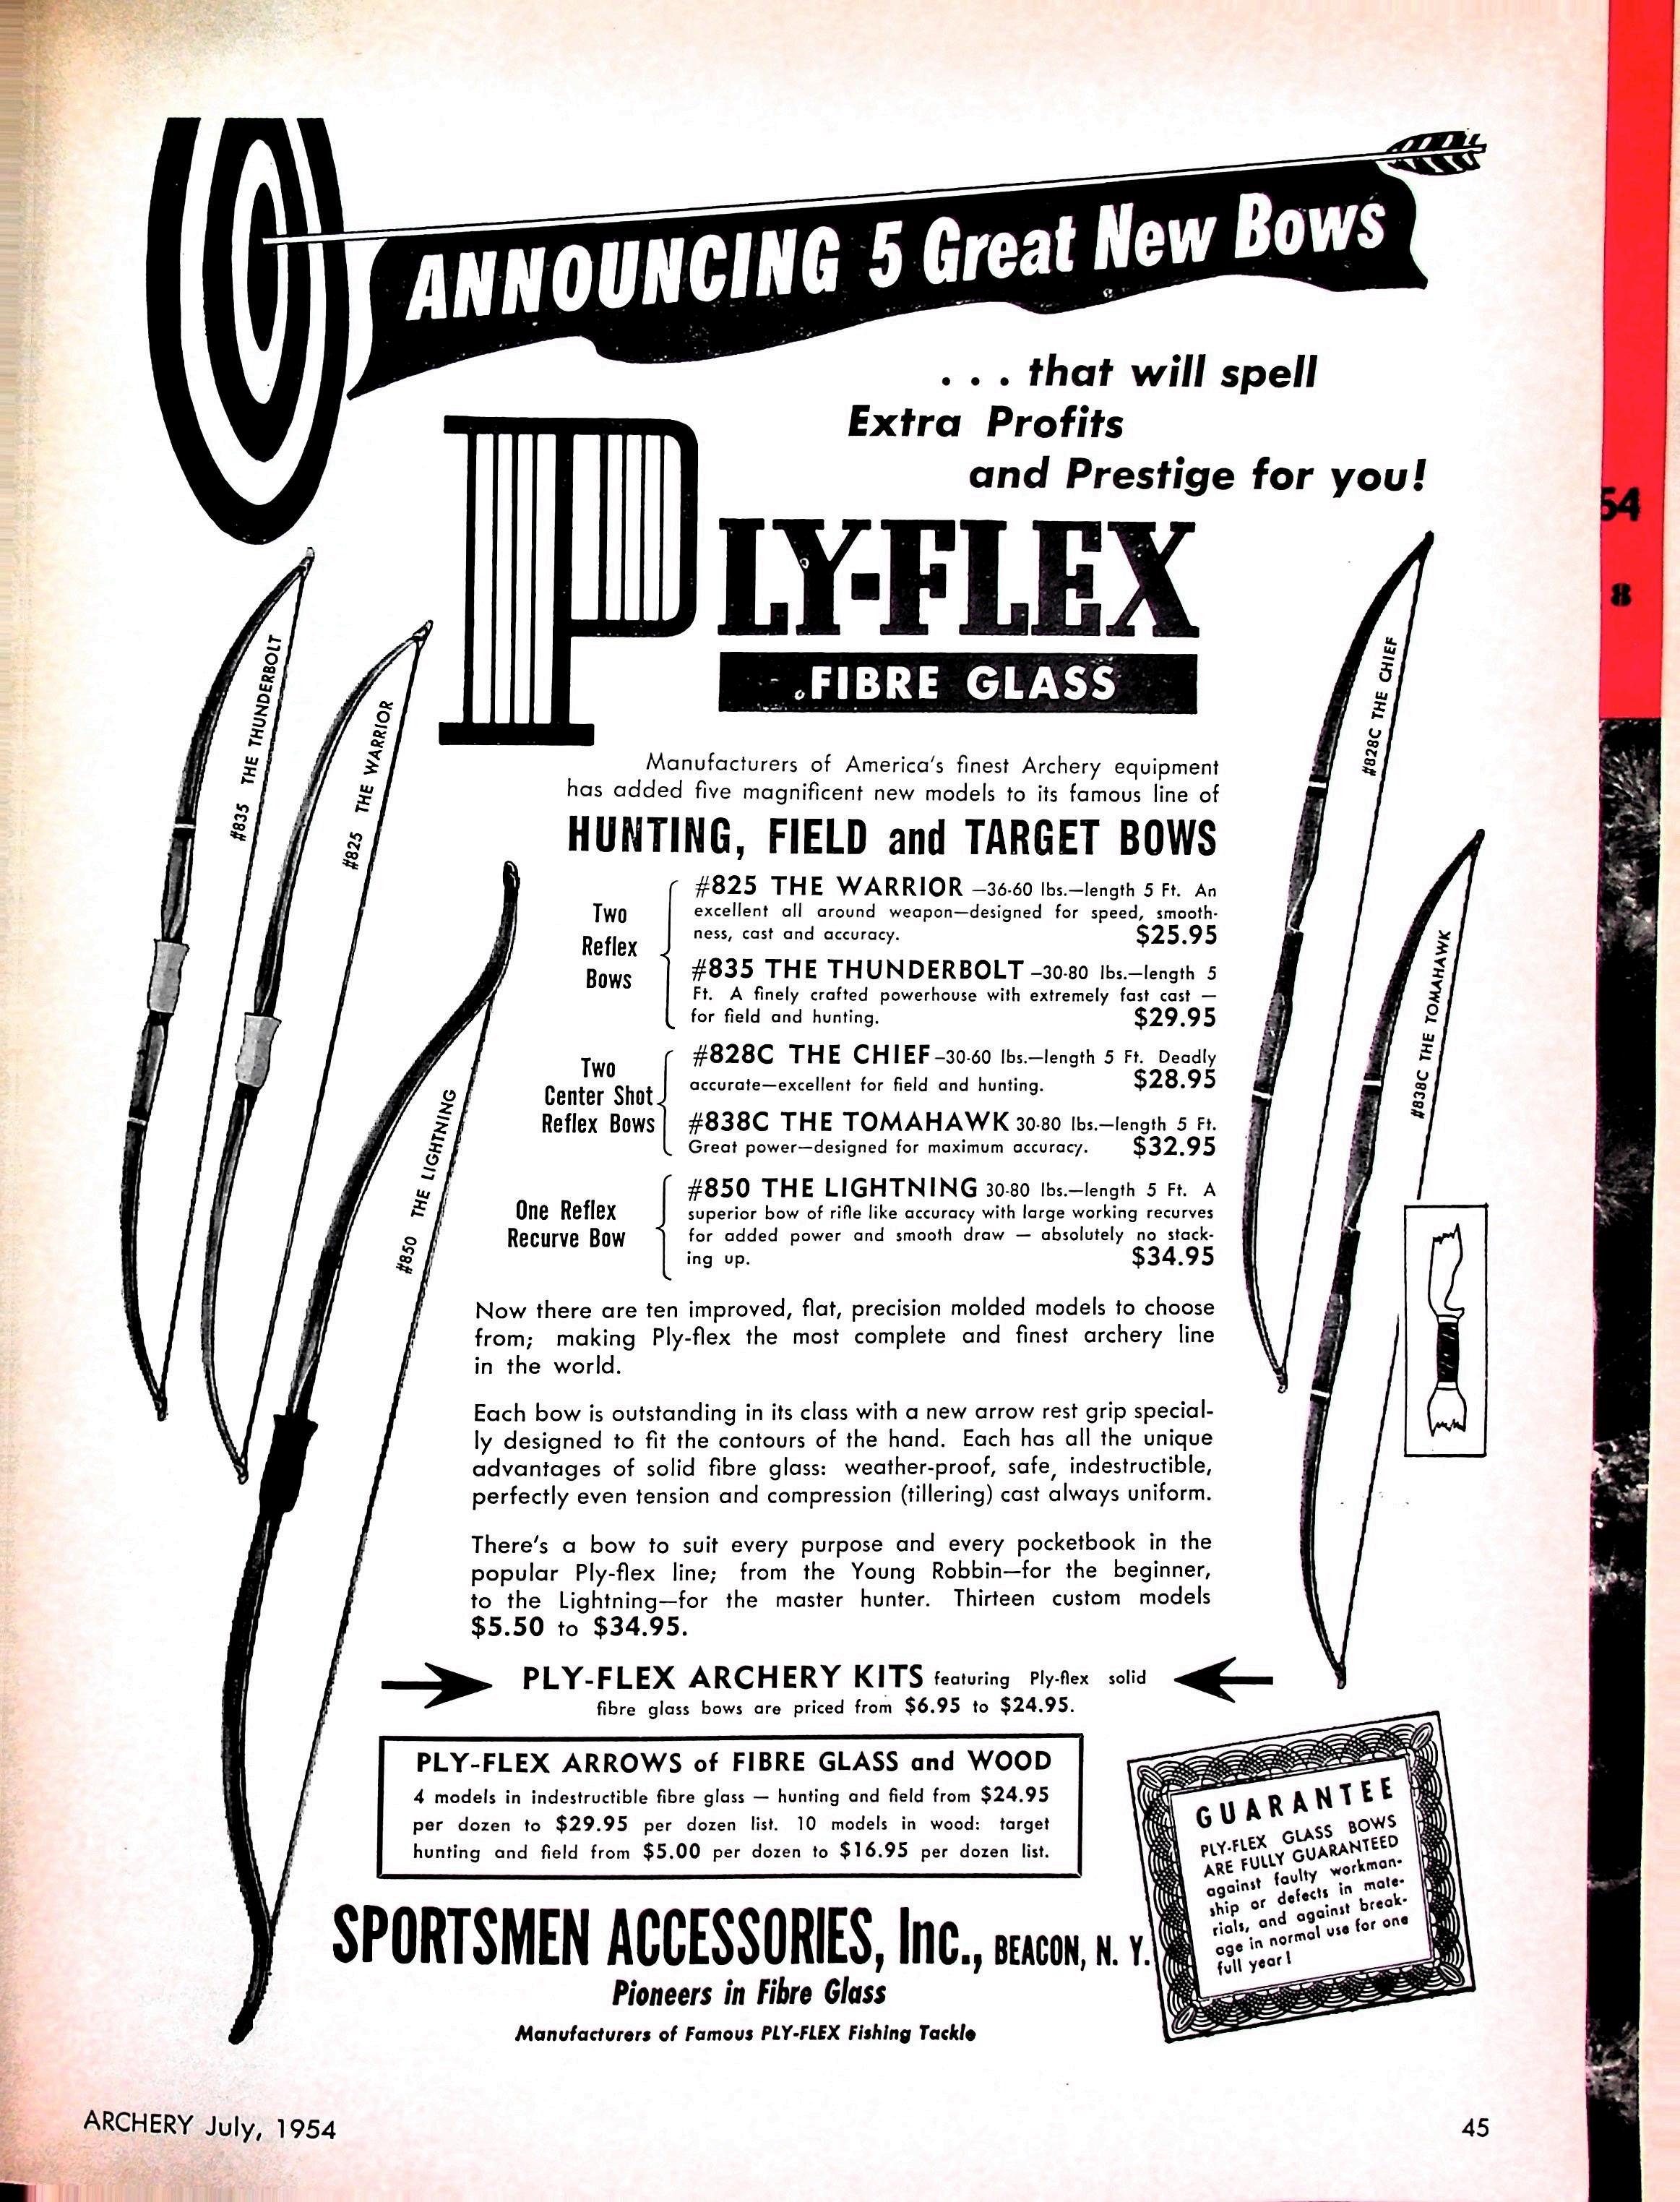 ANNOUNCING 5 Great New Bows
. . . that will spell
Extra Profits
and Prestige for you!
PLY-FLEX
FIBRE GLASS
#835 THE THUNDERBOLT
#825 THE WARRIOR
#850 THE LIGHTNING
#828C THE CHIEF
#838C THE TOMAHAWK
Manufacturers of America's finest Archery equipment
has added five magnificent new models to its famous line of
HUNTING, FIELD and TARGET BOWS
Two
Reflex
Bows
#825 THE WARRIOR —36-60 lbs.—length 5 Ft. An
excellent all around weapon—designed for speed, smooth-
ness, cast and accuracy. $25.95
#835 THE THUNDERBOLT —30-80 lbs.—length 5
Ft. A finely crafted powerhouse with extremely fast cast —
for field and hunting. $29.95
Two
Center Shot
Reflex Bows
#828C THE CHIEF—30-60 lbs.—length 5 Ft. Deadly
accurate—excellent for field and hunting. $28.95
#838C THE TOMAHAWK 30-80 lbs.—length 5 Ft.
Great power—designed for maximum accuracy. $32.95
One Reflex
Recurve Bow
#850 THE LIGHTNING 30-80 lbs.—length 5 Ft. A
superior bow of rifle like accuracy with large working recurves
for added power and smooth draw — absolutely no stack-
ing up. $34.95
Now there are ten improved, flat, precision molded models to choose
from; making Ply-flex the most complete and finest archery line
in the world.
Each bow is outstanding in its class with a new arrow rest grip special-
ly designed to fit the contours of the hand. Each has all the unique
advantages of solid fibre glass: weather-proof, safe, indestructible,
perfectly even tension and compression (tillering) cast always uniform.
There's a bow to suit every purpose and every pocketbook in the
popular Ply-flex line; from the Young Robbin—for the beginner,
to the Lightning—for the master hunter. Thirteen custom models
$5.50 to $34.95.
PLY-FLEX ARCHERY KITS featuring Ply-flex solid
fibre glass bows are priced from $6.95 to $24.95.
PLY-FLEX ARROWS of FIBRE GLASS and WOOD
4 models in indestructible fibre glass — hunting and field from $24.95
per dozen to $29.95 per dozen list. 10 models in wood: target
hunting and field from $5.00 per dozen to $16.95 per dozen list.
GUARANTEE
PLY-FLEX GLASS BOWS
ARE FULLY GUARANTEED
against faulty workman-
ship or defects in mate-
rials, and against break-
age in normal use for one
full year!
SPORTSMEN ACCESSORIES, Inc., BEACON, N. Y.
Pioneers in Fibre Glass
Manufacturers of Famous PLY-FLEX Fishing Tackle
ARCHERY July, 1954
45
54
8